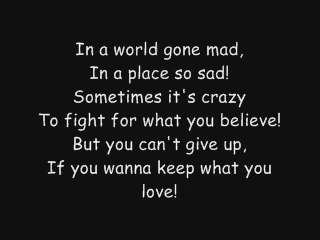 In a world gone mad,
In a place so sad!
Sometimes it's crazy
To fight for what you believe!
But you can't give up,
If you wanna keep what you
love!